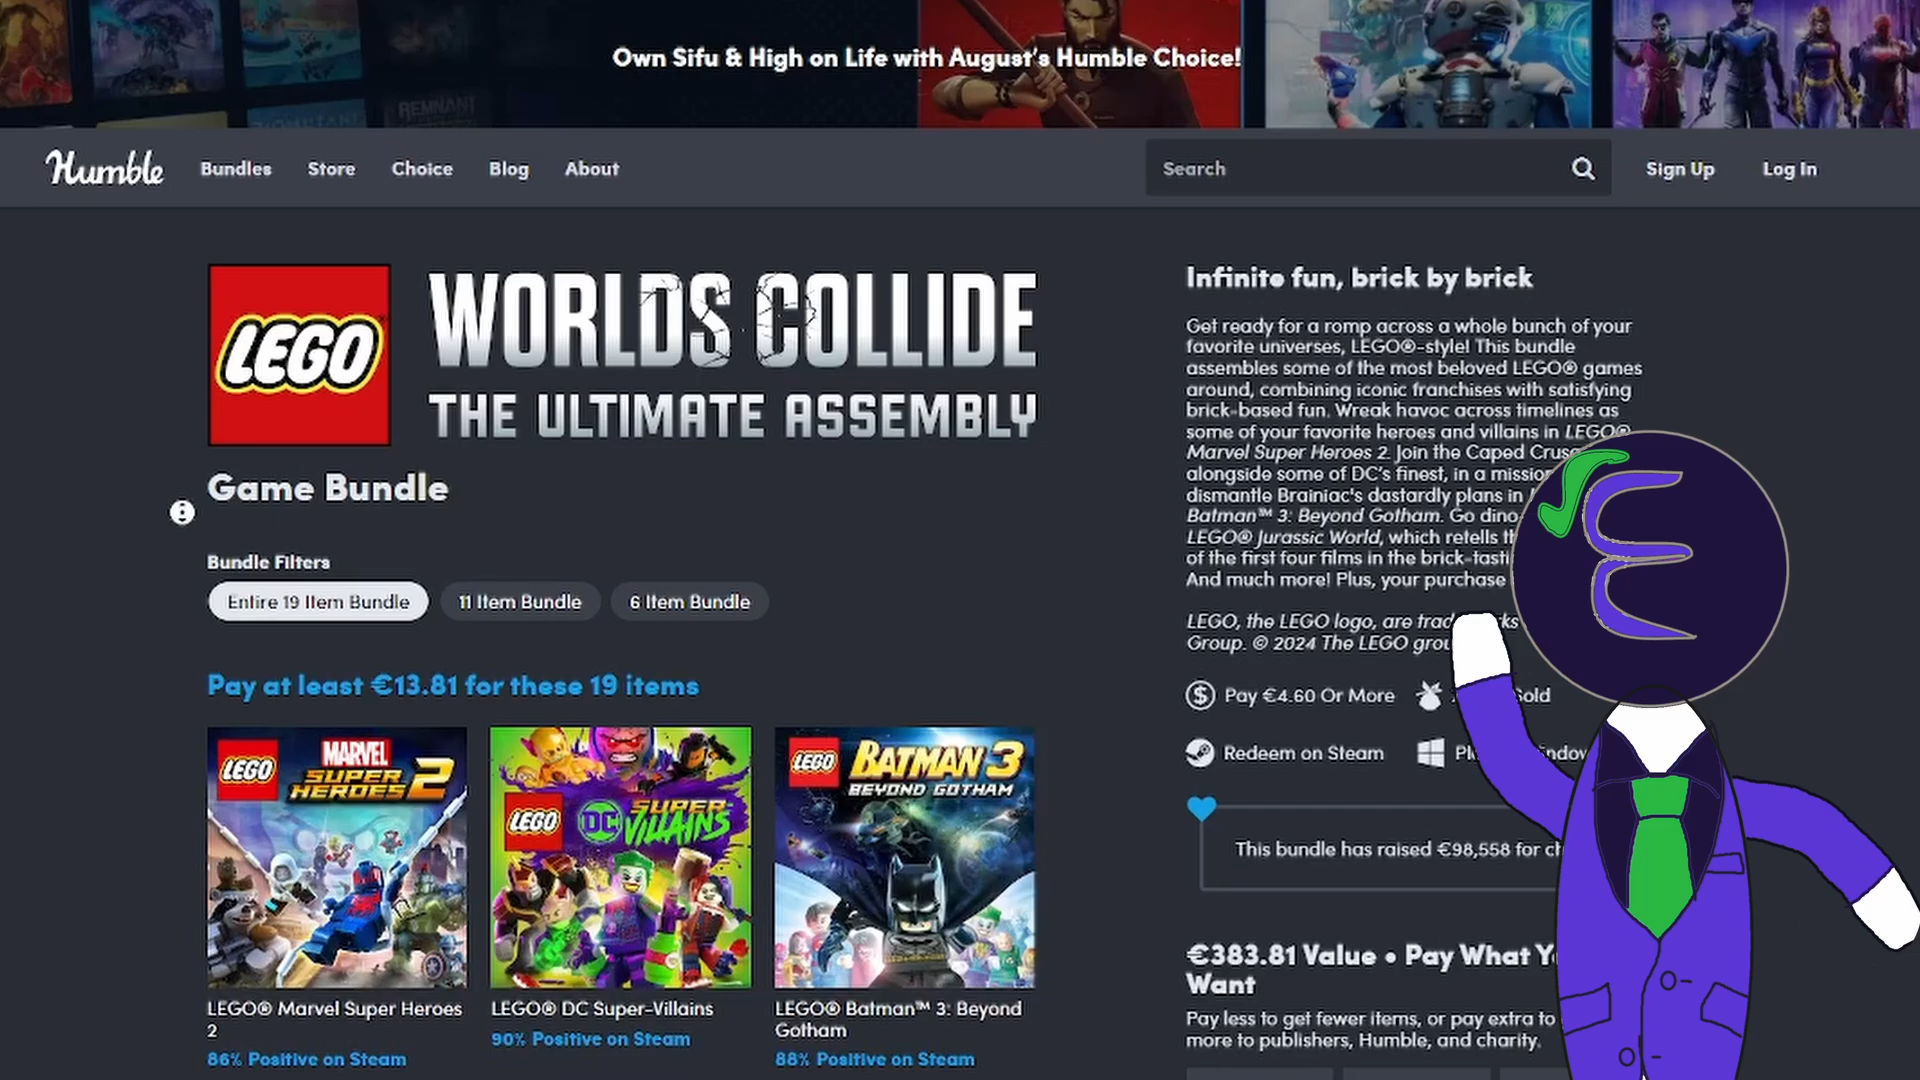 Own Sifu & High on Life with August's Humble Choice!
REMNANT
Humble
Bundles
Store
Choice
Blog
About
Search
Sign Up
Log In
LEGO
WORLDS COLLIDE
THE ULTIMATE ASSEMBLY
Game Bundle
Bundle Filters
Entire 19 Item Bundle
11 Item Bundle
6 Item Bundle
Pay at least €13.81 for these 19 items
LEGO
MARVEL
SUPER
HEROES 2
LEGO
DC SUPER-
VILLAINS
LEGO
BATMAN 3
BEYOND GOTHAM
LEGO® Marvel Super Heroes
2
86% Positive on Steam
LEGO® DC Super-Villains
90% Positive on Steam
LEGO® Batman™ 3: Beyond
Gotham
88% Positive on Steam
Infinite fun, brick by brick
Get ready for a romp across a whole bunch of your
favorite universes, LEGO®-style! This bundle
assembles some of the most beloved LEGO® games
around, combining iconic franchises with satisfying
brick-based fun. Wreak havoc across timelines as
some of your favorite heroes and villains in LEGO®
Marvel Super Heroes 2. Join the Caped Crus
alongside some of DC's finest, in a mission
dismantle Brainiac's dastardly plans in
Batman™ 3: Beyond Gotham. Go dino-
LEGO® Jurassic World, which retells th
of the first four films in the brick-tasti
And much more! Plus, your purchase
LEGO, the LEGO logo, are trad ks
Group. © 2024 The LEGO grou
Pay €4.60 Or More
Sold
Redeem on Steam
Pl indow
This bundle has raised €98,558 for ch
€383.81 Value • Pay What Y
Want
Pay less to get fewer items, or pay extra to
more to publishers, Humble, and charity.